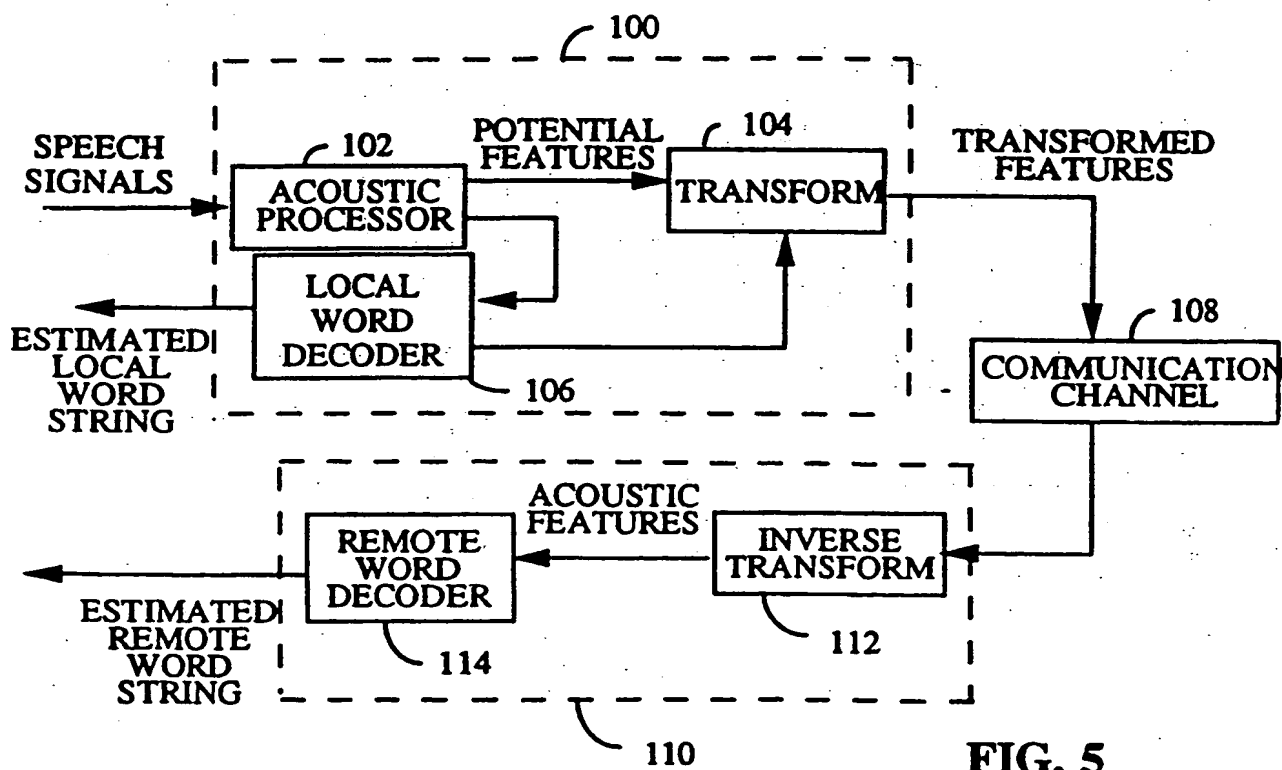 100
SPEECH
SIGNALS
102
ACOUSTIC
PROCESSOR
POTENTIAL
FEATURES
104
TRANSFORM
TRANSFORMED
FEATURES
LOCAL
WORD
DECODER
106
ESTIMATED
LOCAL
WORD
STRING
108
COMMUNICATION
CHANNEL
ACOUSTIC
FEATURES
REMOTE
WORD
DECODER
114
INVERSE
TRANSFORM
112
ESTIMATED
REMOTE
WORD
STRING
110
FIG. 5